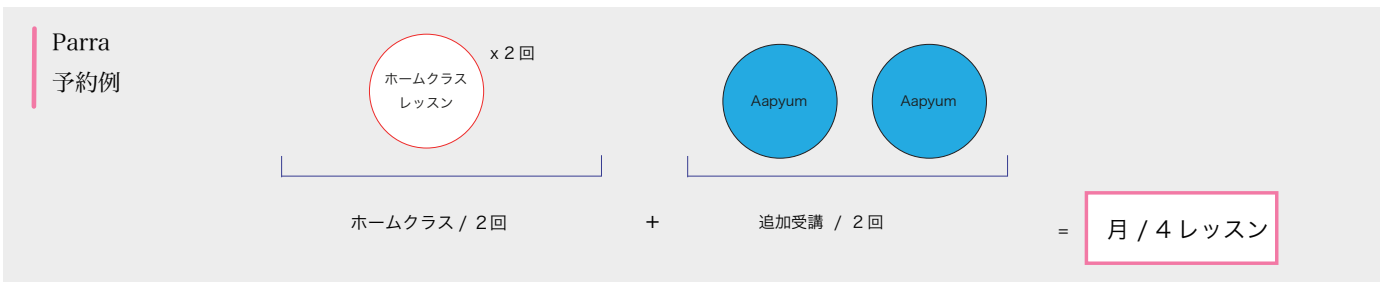 Parra
予約例
ホームクラス
レッスン
x 2 回
Aapyum
Aapyum
ホームクラス / 2回
+
追加受講 / 2 回
=
月 / 4 レッスン